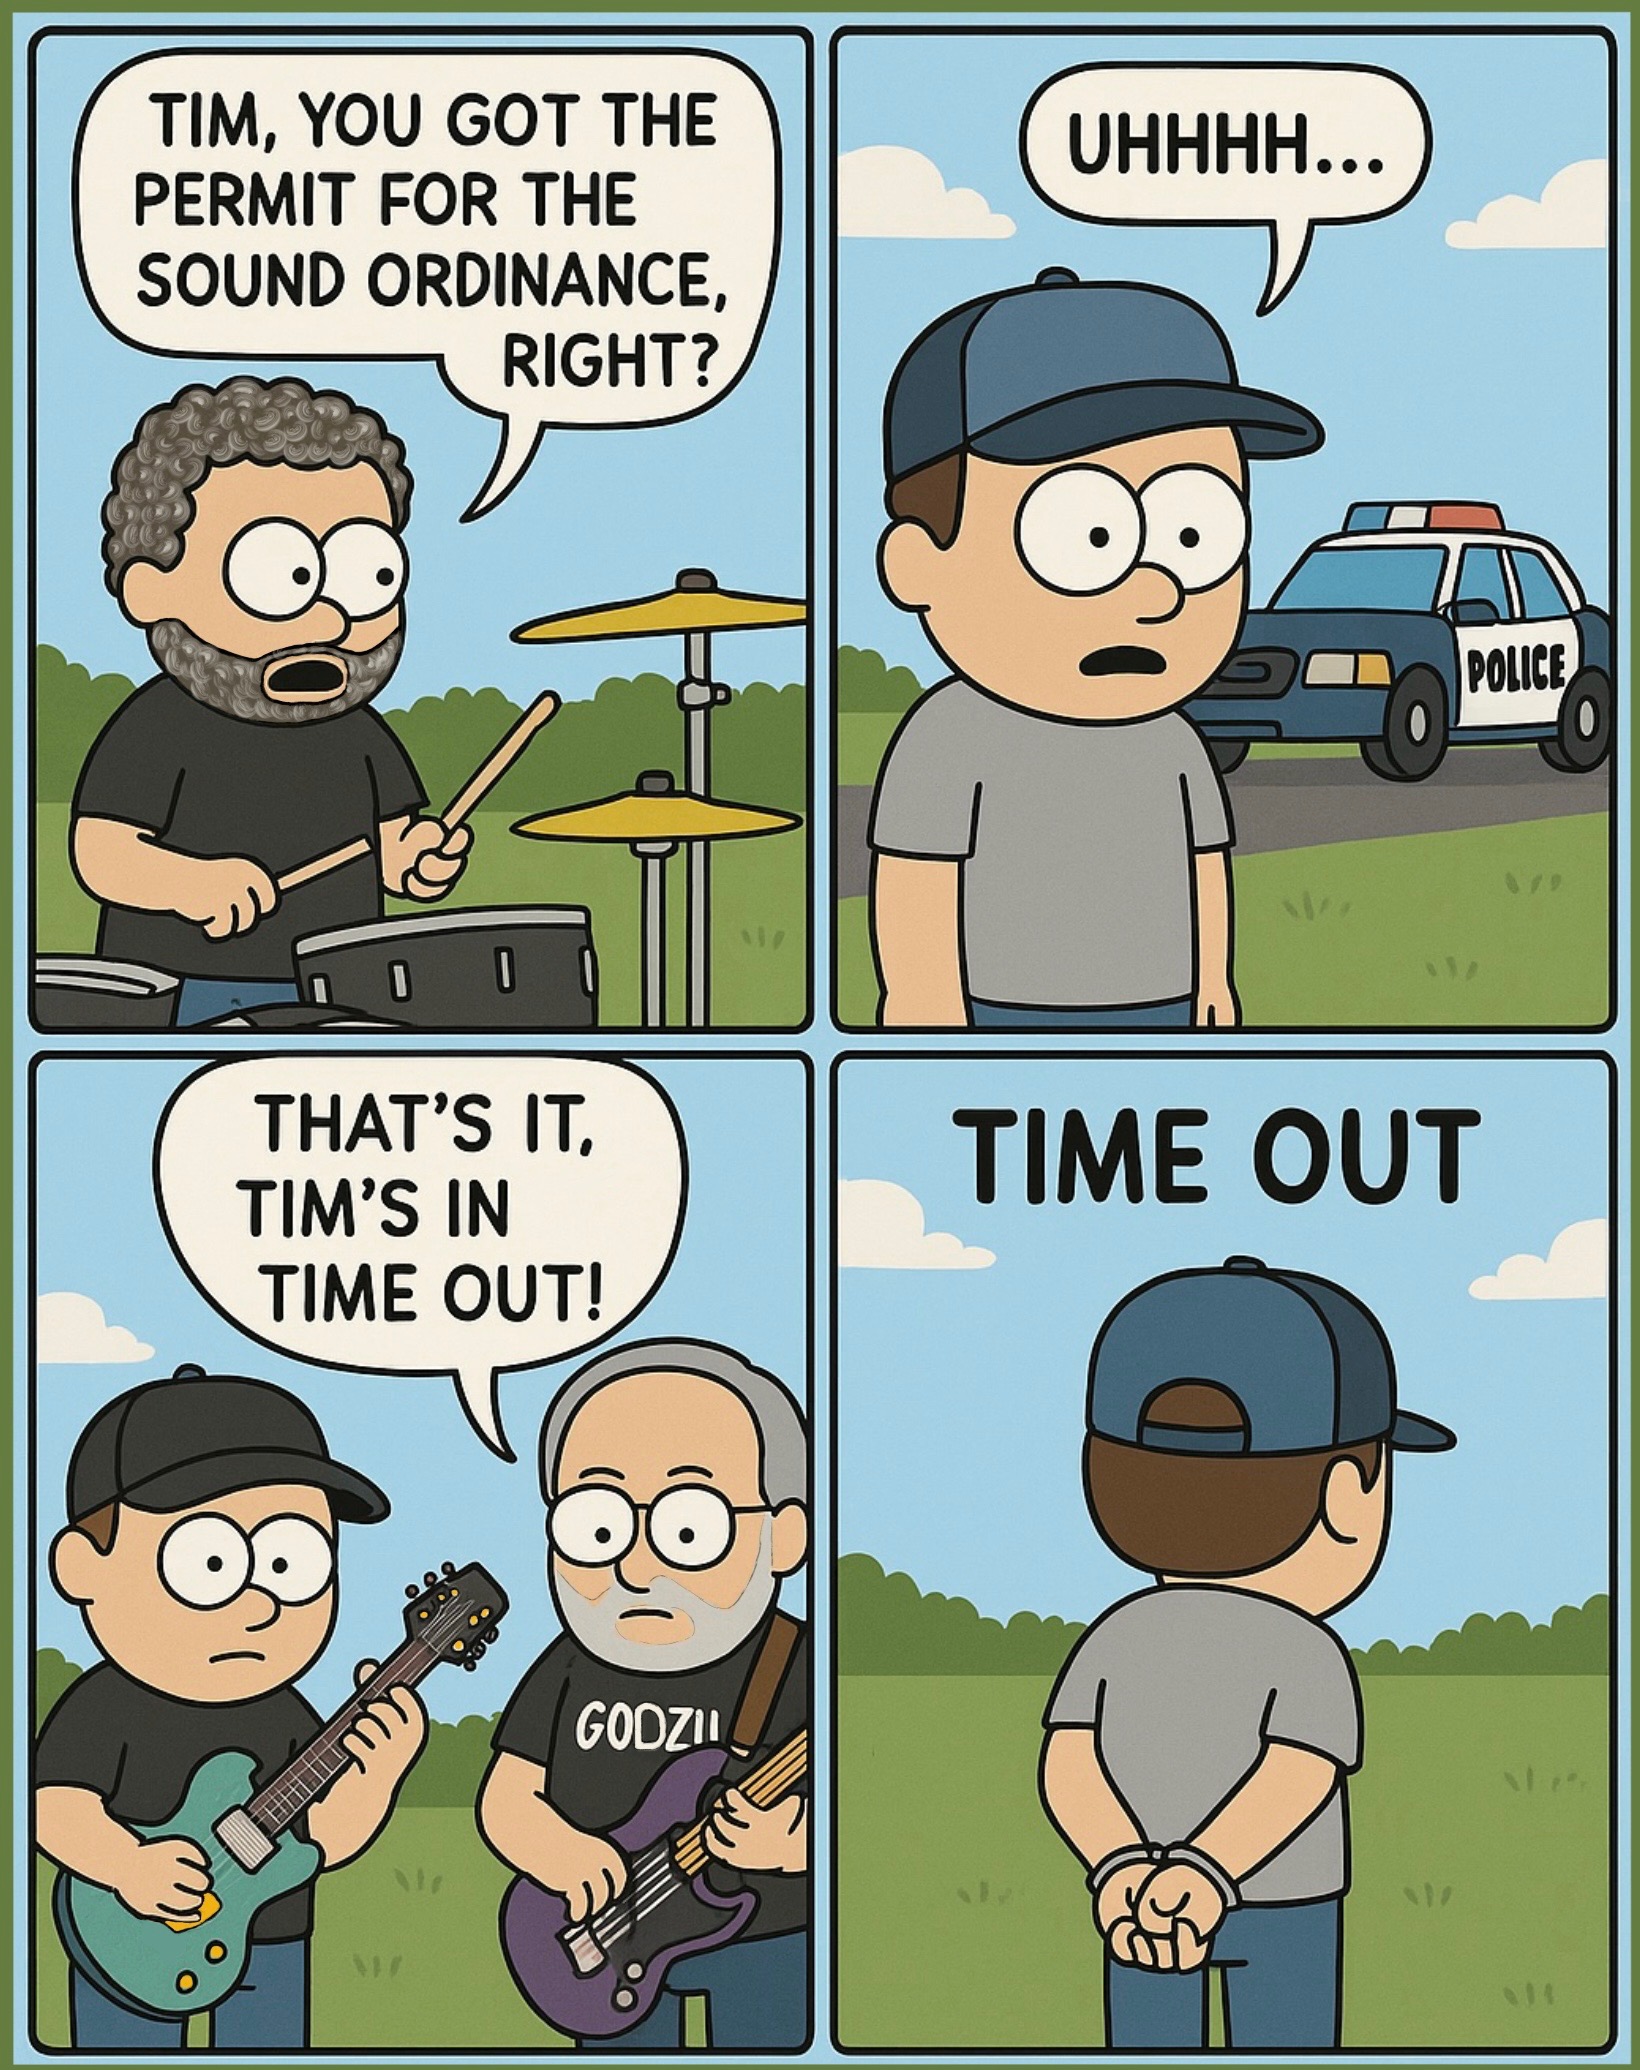 TIM, YOU GOT THE
PERMIT FOR THE
SOUND ORDINANCE,
RIGHT?
UHHHH...
POLICE
THAT'S IT,
TIM'S IN
TIME OUT!
GODZII
TIME OUT